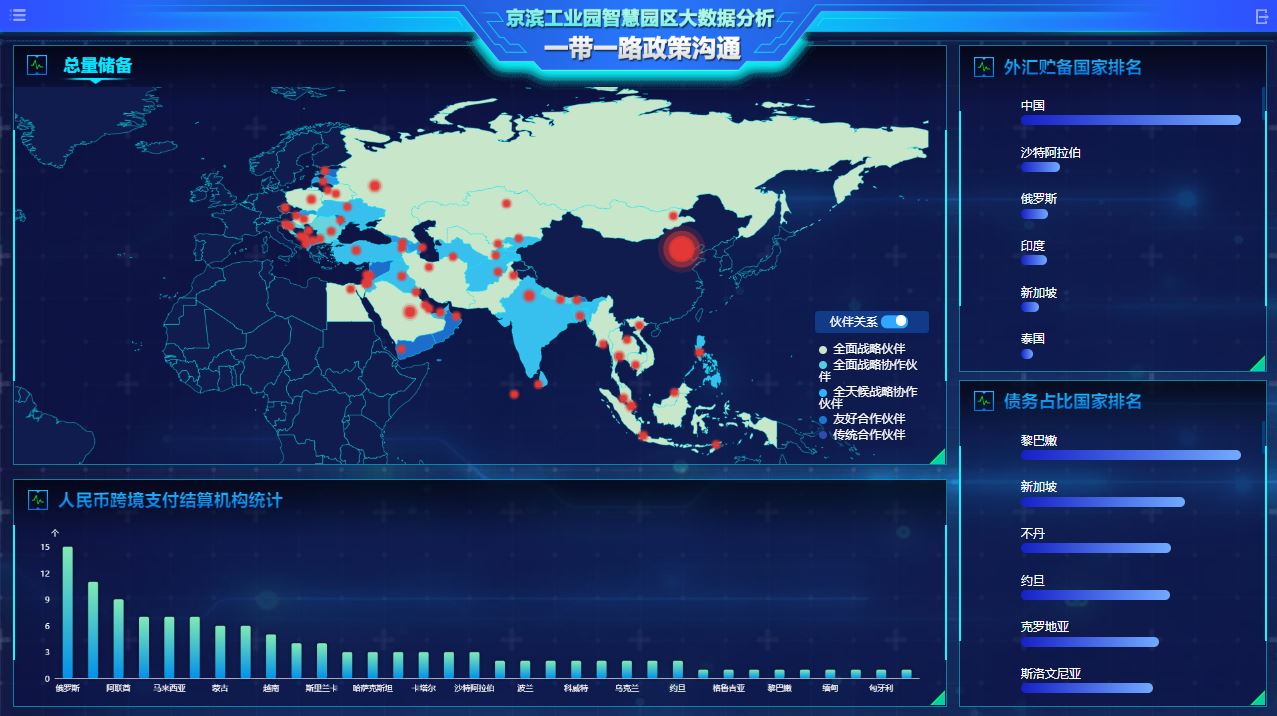 京滨工业园智慧园区大数据分析
一带一路政策沟通
总量储备
伙伴关系
全面战略伙伴
全面战略协作伙
伴
全天候战略协作
伙伴
友好合作伙伴
传统合作伙伴
外汇贮备国家排名
中国
沙特阿拉伯
俄罗斯
印度
新加坡
泰国
债务占比国家排名
黎巴嫩
新加坡
不丹
约旦
克罗地亚
斯洛文尼亚
人民币跨境支付结算机构统计
个
15
12
9
6
3
0
俄罗斯 阿联酋 马来西亚 蒙古 越南 斯里兰卡 哈萨克斯坦 卡塔尔 沙特阿拉伯 波兰 科威特 乌克兰 约旦 格鲁吉亚 黎巴嫩 缅甸 匈牙利